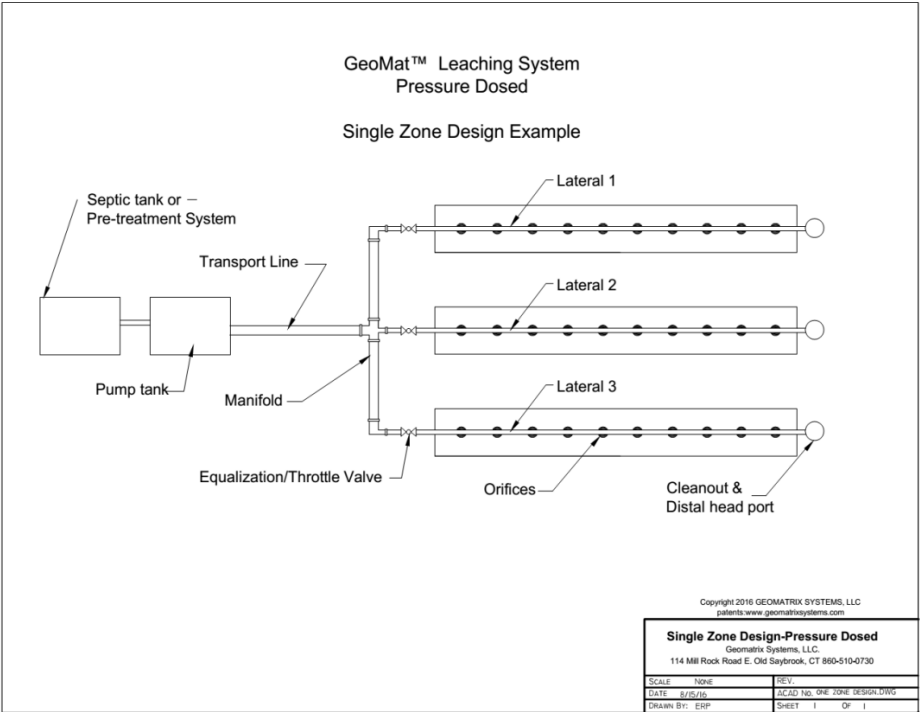 GeoMat™ Leaching System
Pressure Dosed
Single Zone Design Example
Lateral 1
Septic tank or –
Pre-treatment System
Transport Line
Lateral 2
Pump tank
Manifold
Lateral 3
Equalization/Throttle Valve
Orifices
Cleanout &
Distal head port
Copyright 2016 GEOMATRIX SYSTEMS, LLC
patents:www.geomatrixsystems.com
Single Zone Design-Pressure Dosed
Geomatrix Systems, LLC.
114 Mill Rock Road E. Old Saybrook, CT 860-510-0730
SCALE NONE REV.
DATE 8/15/16 ACAD NO. ONE ZONE DESIGN.DWG
DRAWN BY: ERP SHEET 1 OF 1